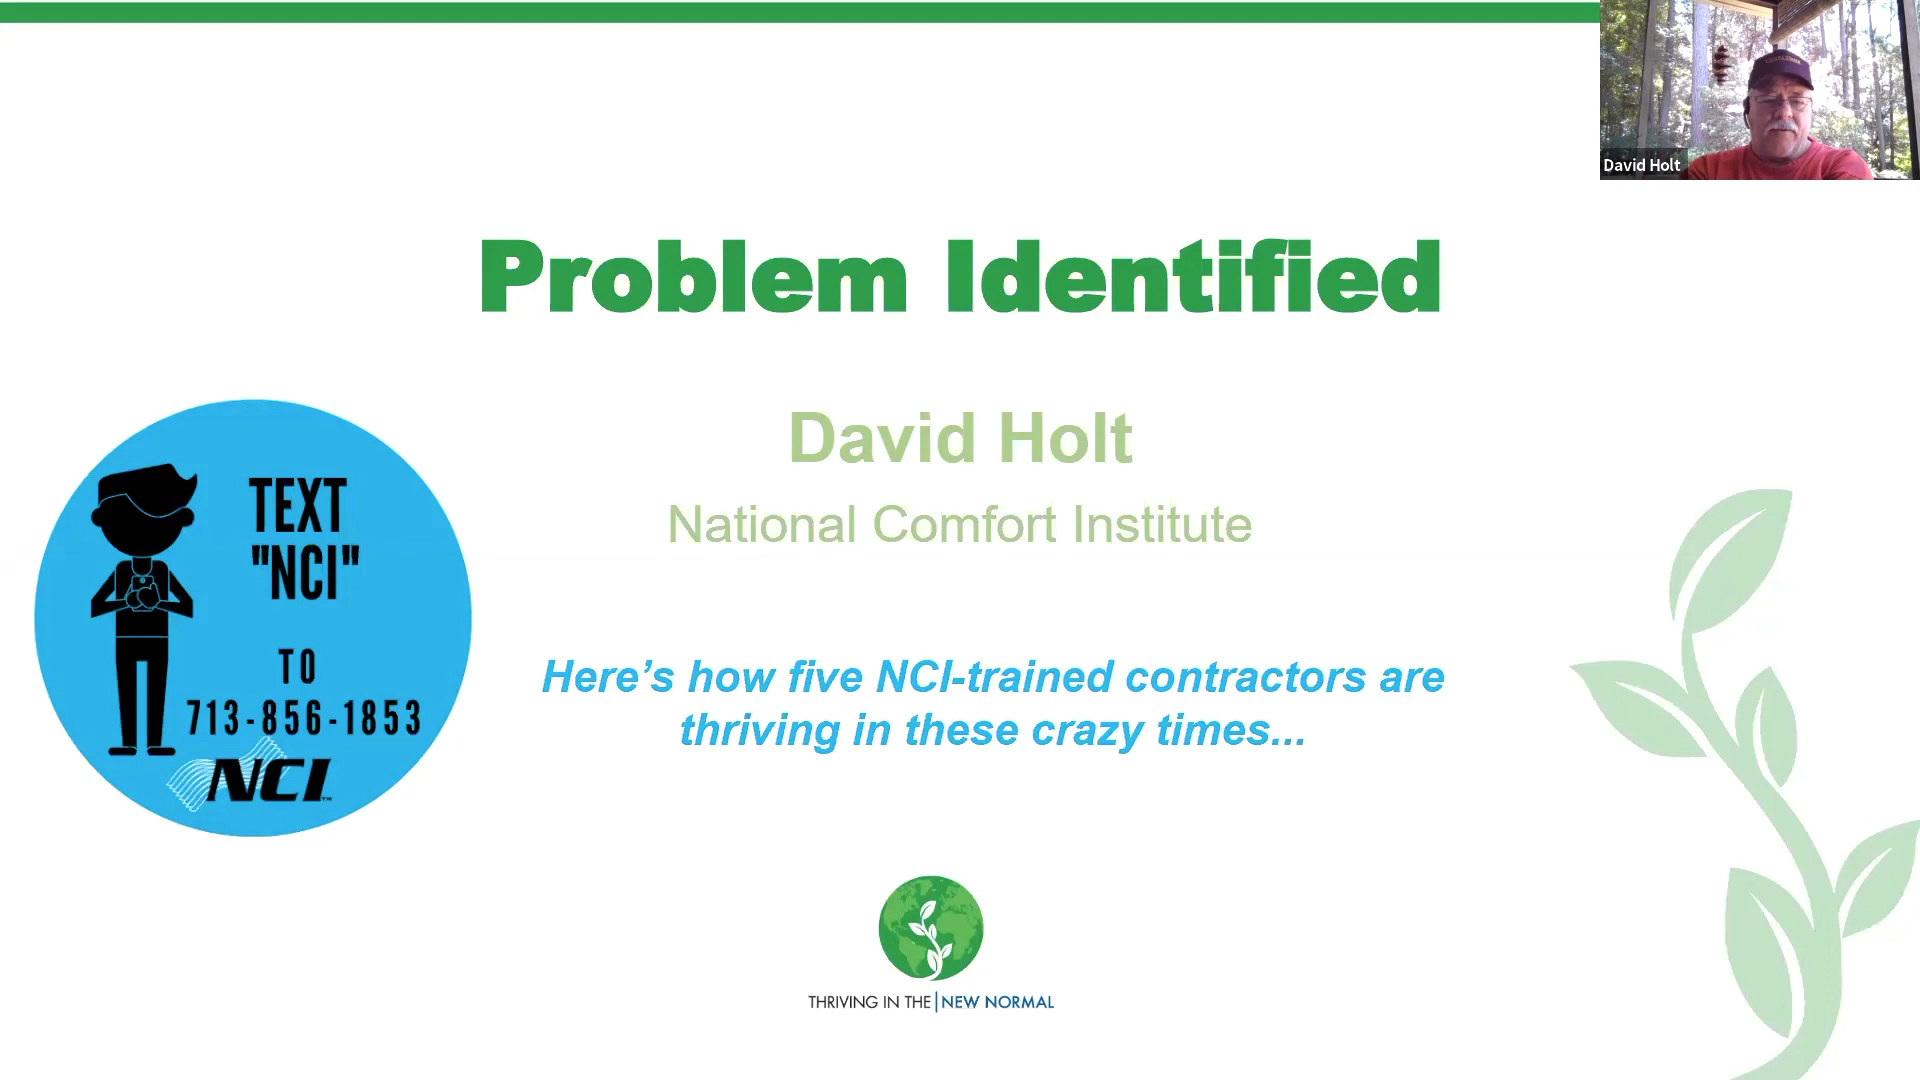 David Holt
Problem Identified
David Holt
National Comfort Institute
TEXT
"NCI"
TO
713-856-1853
NCI™
Here’s how five NCI-trained contractors are
thriving in these crazy times...
THRIVING IN THE|NEW NORMAL